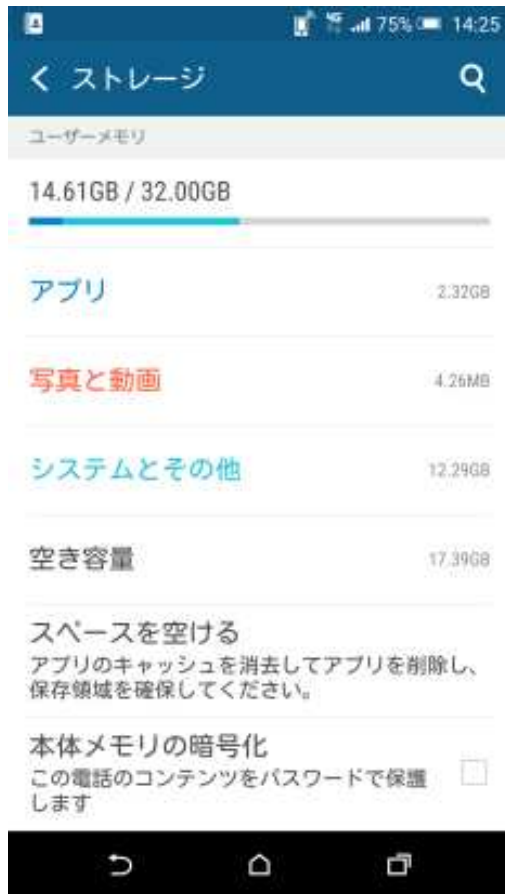 75% 14:25
ストレージ
ユーザーメモリ
14.61GB / 32.00GB
アプリ 2.32GB
写真と動画 4.26MB
システムとその他 12.29GB
空き容量 17.39GB
スペースを空ける
アプリのキャッシュを消去してアプリを削除し、
保存領域を確保してください。
本体メモリの暗号化
この電話のコンテンツをパスワードで保護
します